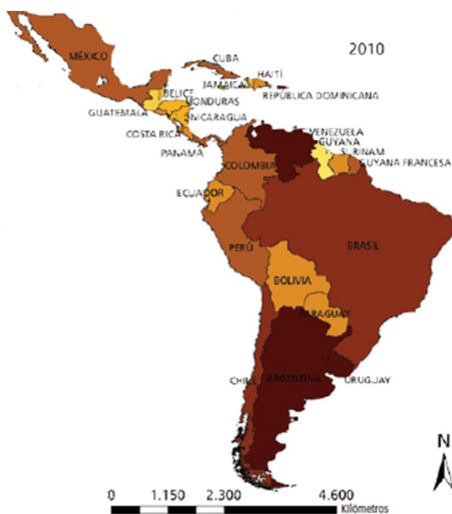 2010
MÉXICO
CUBA
HAITÍ
JAMAICA
REPÚBLICA DOMINICANA
BELICE
HONDURAS
GUATEMALA
NICARAGUA
COSTA RICA
PANAMÁ
VENEZUELA
GUYANA
SURINAM
GUYANA FRANCESA
COLOMBIA
ECUADOR
PERÚ
BRASIL
BOLIVIA
PARAGUAY
CHILE
ARGENTINA
URUGUAY
N
0 1.150 2.300 4.600
Kilómetros